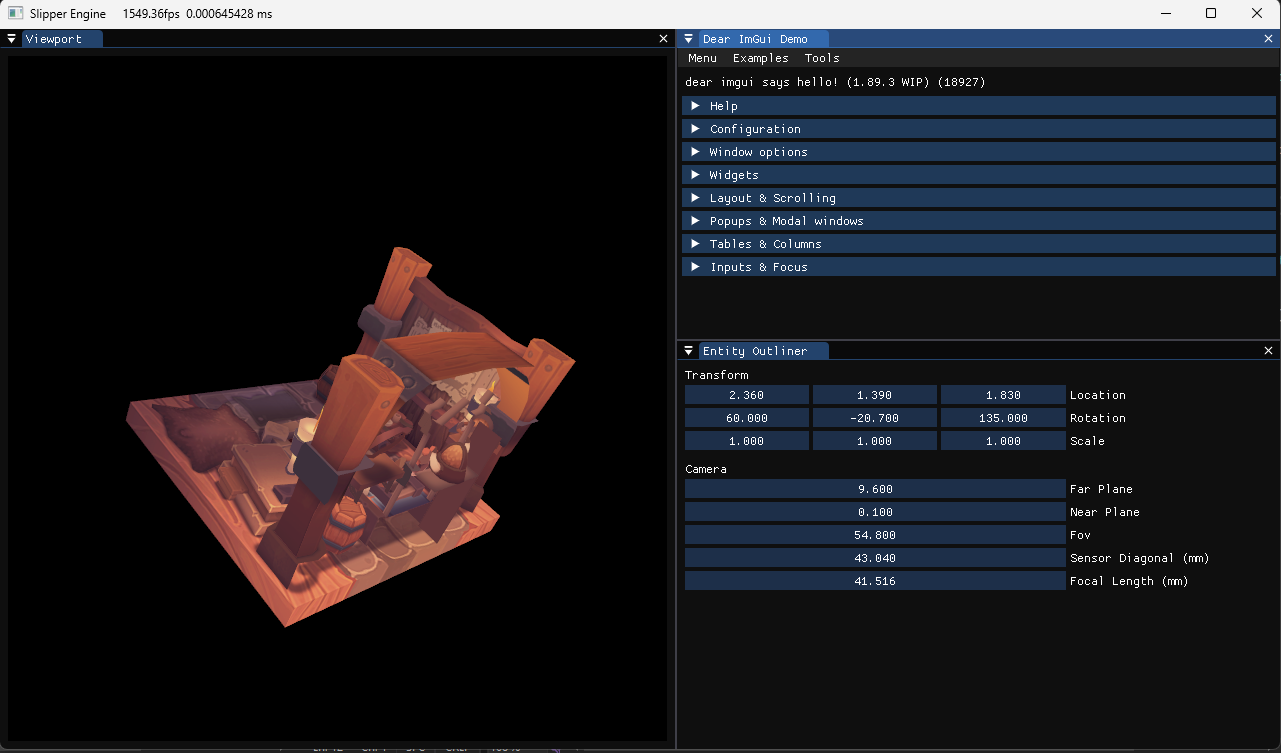 Slipper Engine 1549.36fps 0.000645428 ms
Viewport
Dear ImGui Demo
Menu Examples Tools
dear imgui says hello! (1.89.3 WIP) (18927)
Help
Configuration
Window options
Widgets
Layout & Scrolling
Popups & Modal windows
Tables & Columns
Inputs & Focus
Entity Outliner
Transform
2.360 1.390 1.830 Location
60.000 -20.700 135.000 Rotation
1.000 1.000 1.000 Scale
Camera
9.600 Far Plane
0.100 Near Plane
54.800 Fov
43.040 Sensor Diagonal (mm)
41.516 Focal Length (mm)